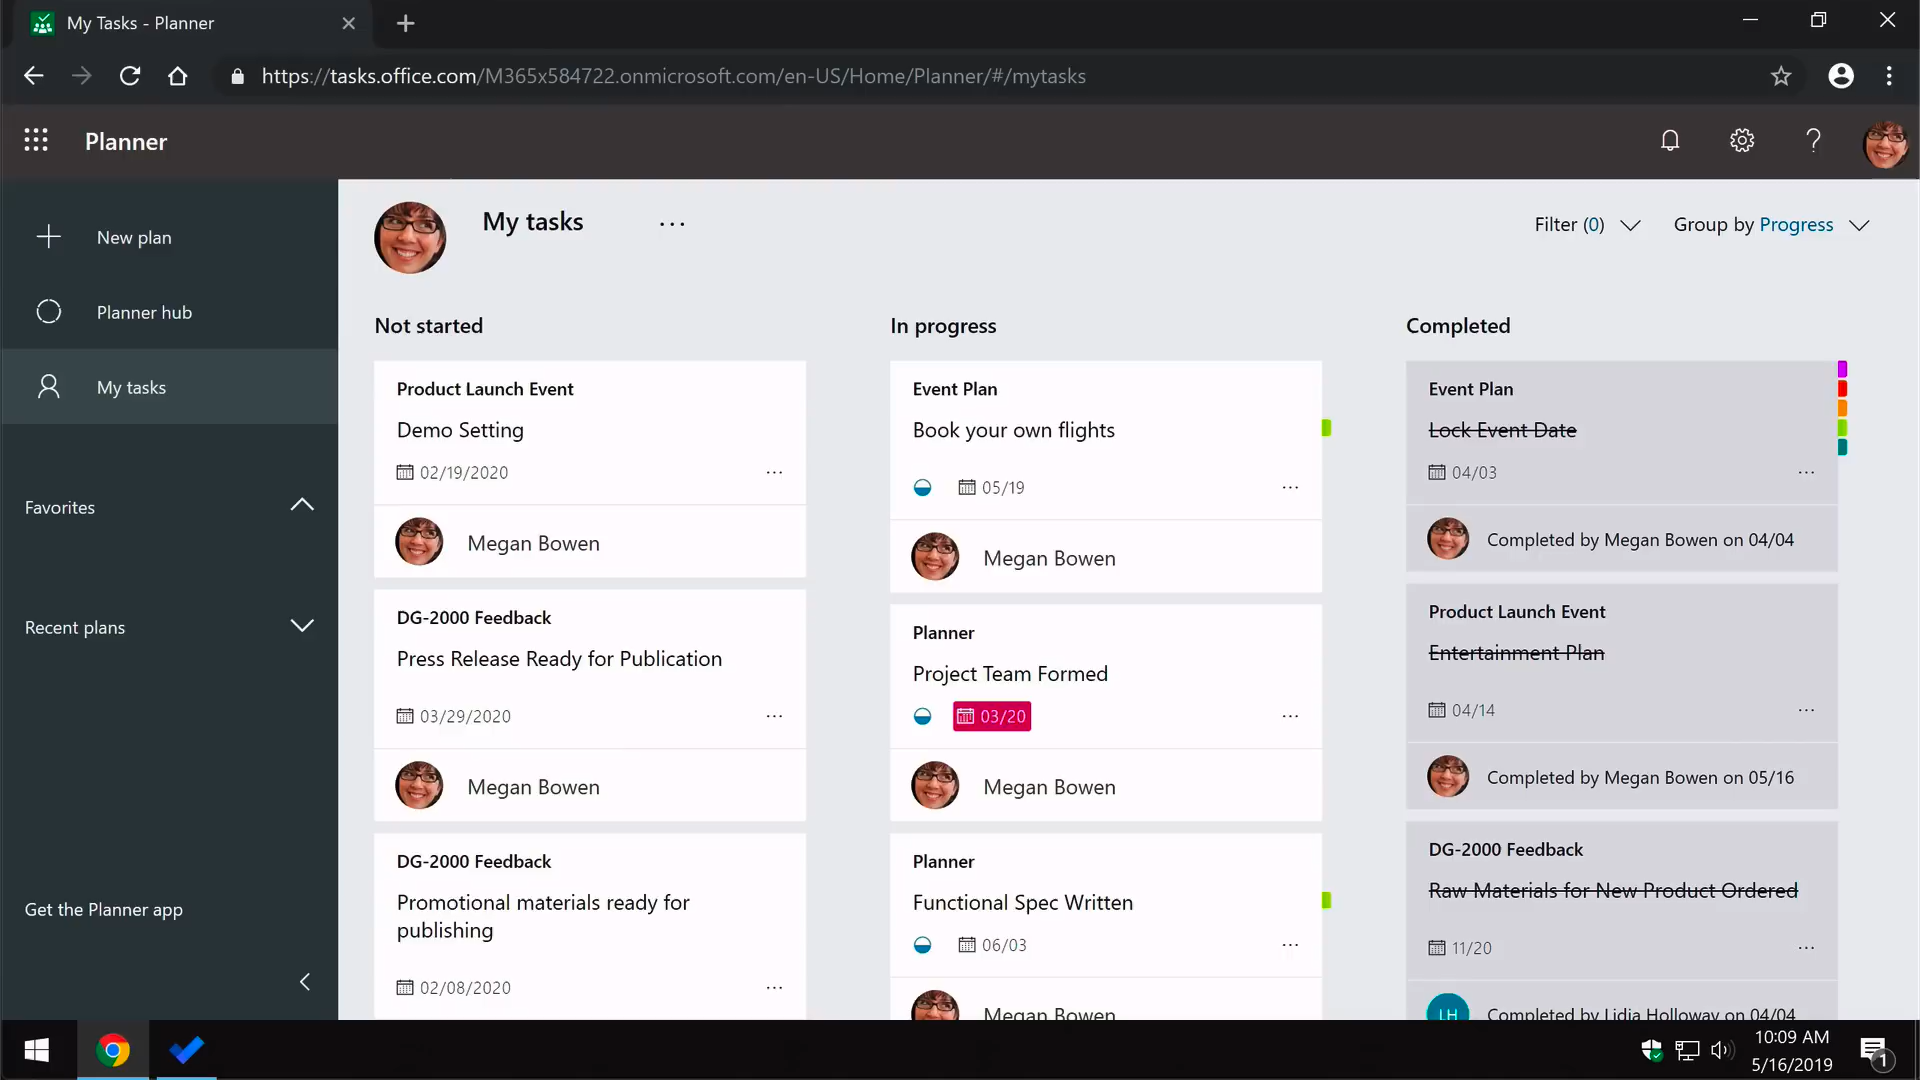 My Tasks - Planner
https://tasks.office.com/M365x584722.onmicrosoft.com/en-US/Home/Planner/#/mytasks
Planner
New plan
Planner hub
My tasks
Favorites
Recent plans
Get the Planner app
My tasks
Filter (0)
Group by Progress
Not started
Product Launch Event
Demo Setting
02/19/2020
Megan Bowen
DG-2000 Feedback
Press Release Ready for Publication
03/29/2020
Megan Bowen
DG-2000 Feedback
Promotional materials ready for
publishing
02/08/2020
In progress
Event Plan
Book your own flights
05/19
Megan Bowen
Planner
Project Team Formed
03/20
Megan Bowen
Planner
Functional Spec Written
06/03
Megan Bowen
Completed
Event Plan
Lock Event Date
04/03
Completed by Megan Bowen on 04/04
Product Launch Event
Entertainment Plan
04/14
Completed by Megan Bowen on 05/16
DG-2000 Feedback
Raw Materials for New Product Ordered
11/20
LH
Completed by Lidia Holloway on 04/04
10:09 AM
5/16/2019
1